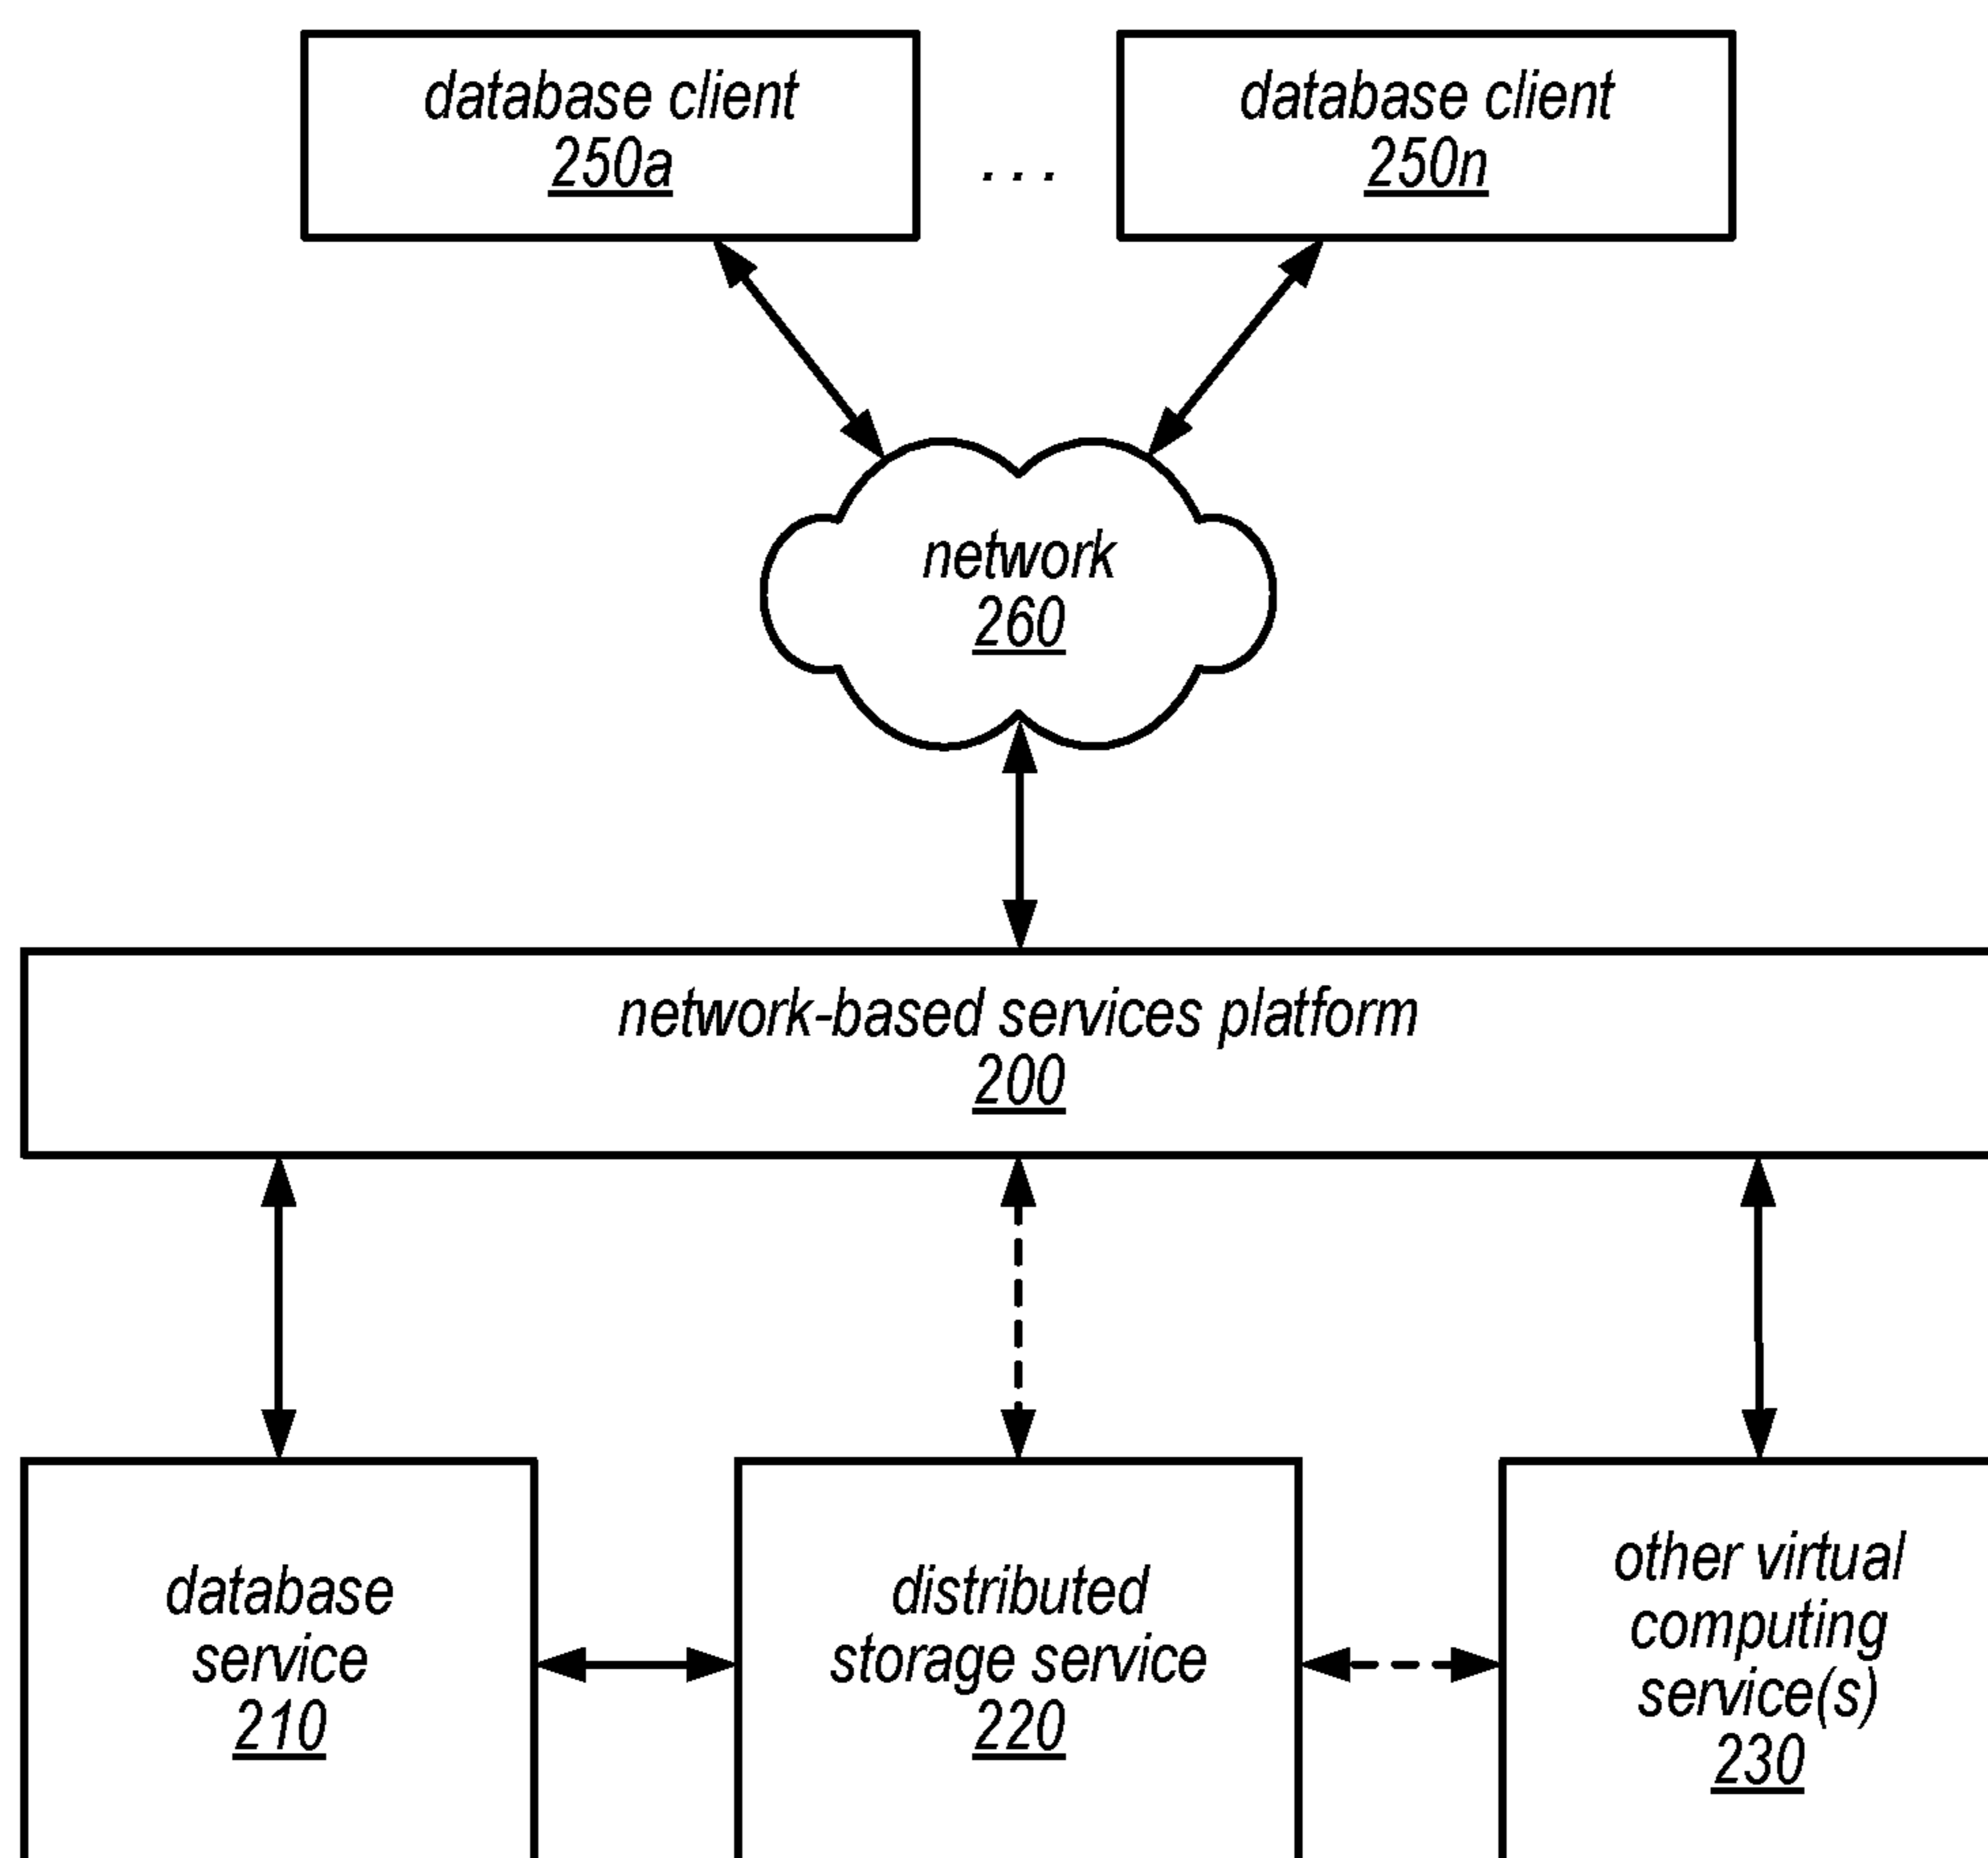 database client
250a
. . .
database client
250n
network
260
network-based services platform
200
database
service
210
distributed
storage service
220
other virtual
computing
service(s)
230